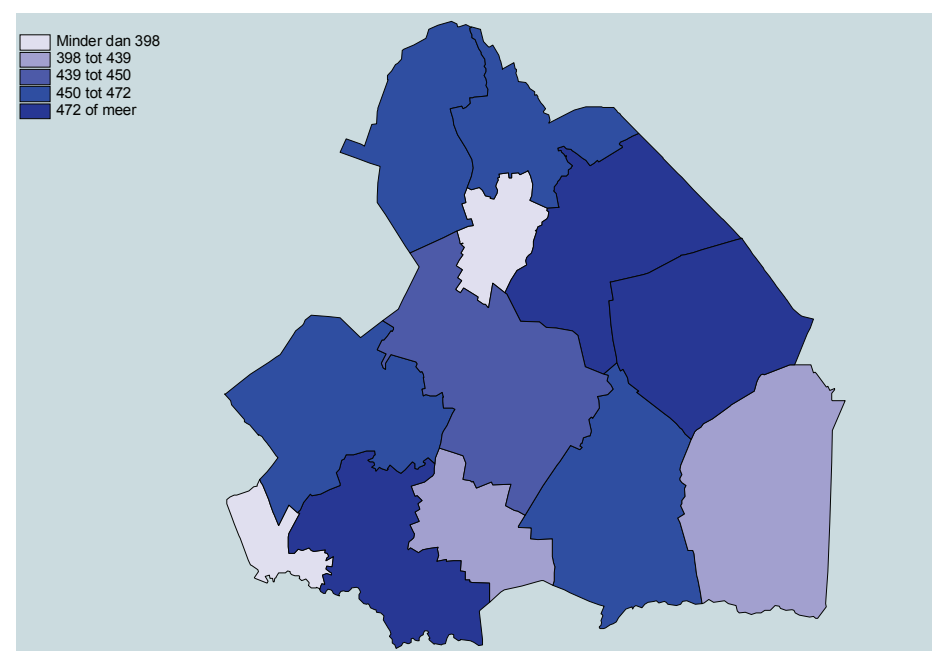 Minder dan 398
398 tot 439
439 tot 450
450 tot 472
472 of meer